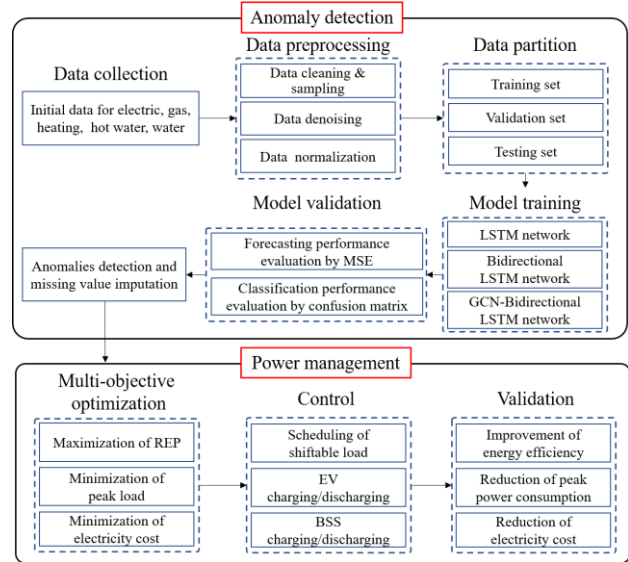 Anomaly detection
Data collection
Initial data for electric, gas,
heating, hot water, water
Data preprocessing
Data cleaning &
sampling
Data denoising
Data normalization
Data partition
Training set
Validation set
Testing set
Model training
LSTM network
Bidirectional
LSTM network
GCN-Bidirectional
LSTM network
Model validation
Forecasting performance
evaluation by MSE
Classification performance
evaluation by confusion matrix
Anomalies detection and
missing value imputation
Power management
Multi-objective
optimization
Maximization of REP
Minimization of
peak load
Minimization of
electricity cost
Control
Scheduling of
shiftable load
EV
charging/discharging
BSS
charging/discharging
Validation
Improvement of
energy efficiency
Reduction of peak
power consumption
Reduction of
electricity cost